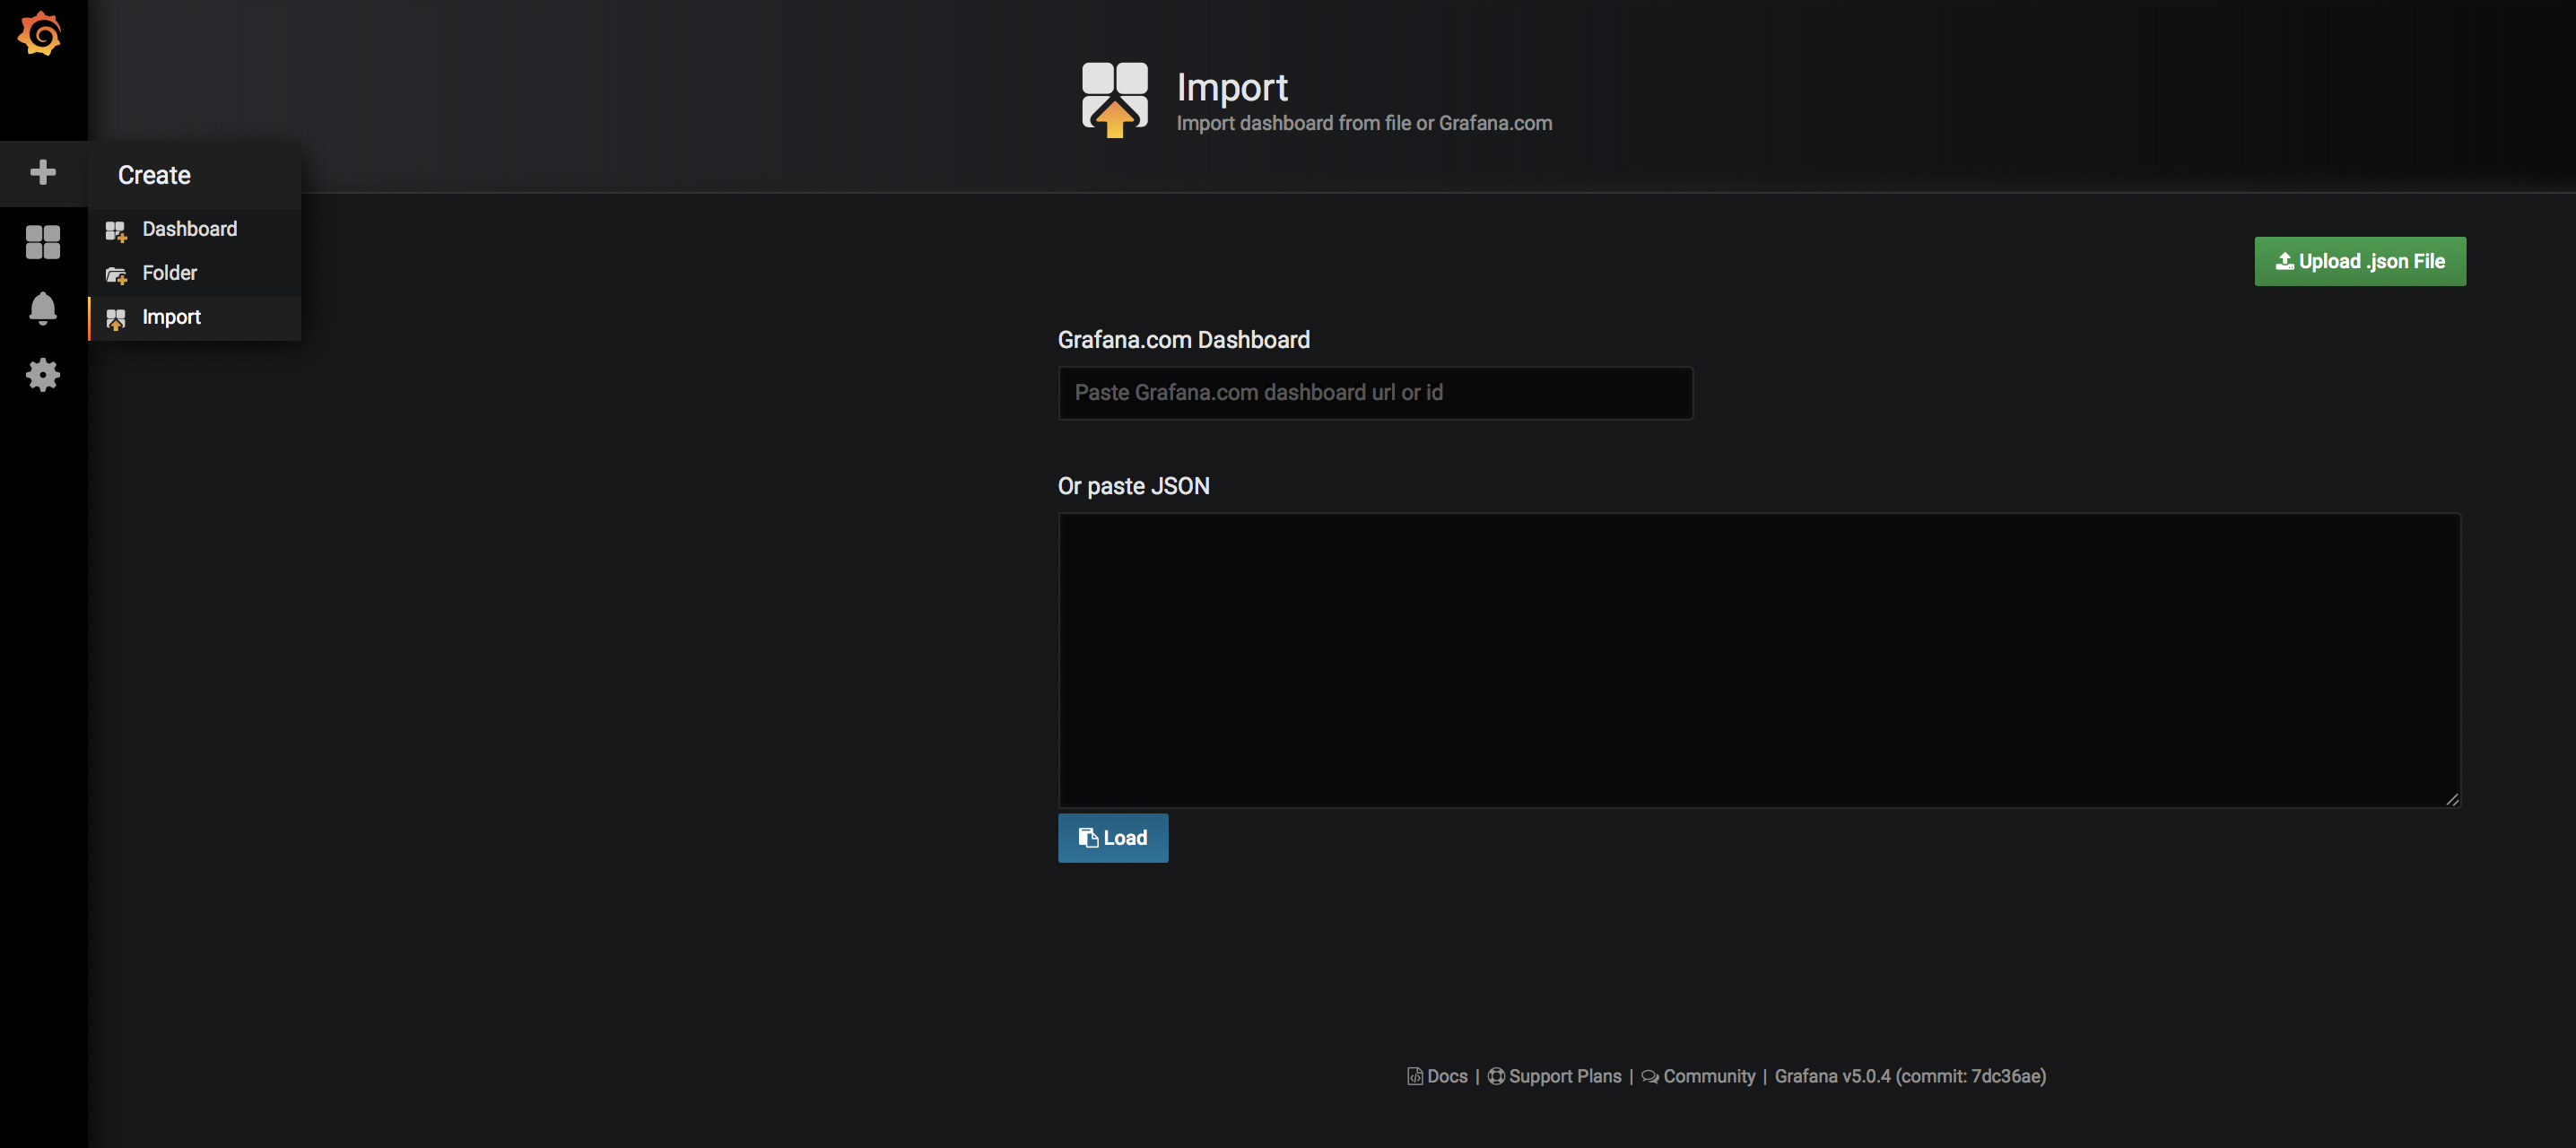 Import
Import dashboard from file or Grafana.com
Create
Dashboard
Folder
Import
Upload .json File
Grafana.com Dashboard
Paste Grafana.com dashboard url or id
Or paste JSON
Load
Docs | Support Plans | Community | Grafana v5.0.4 (commit: 7dc36ae)